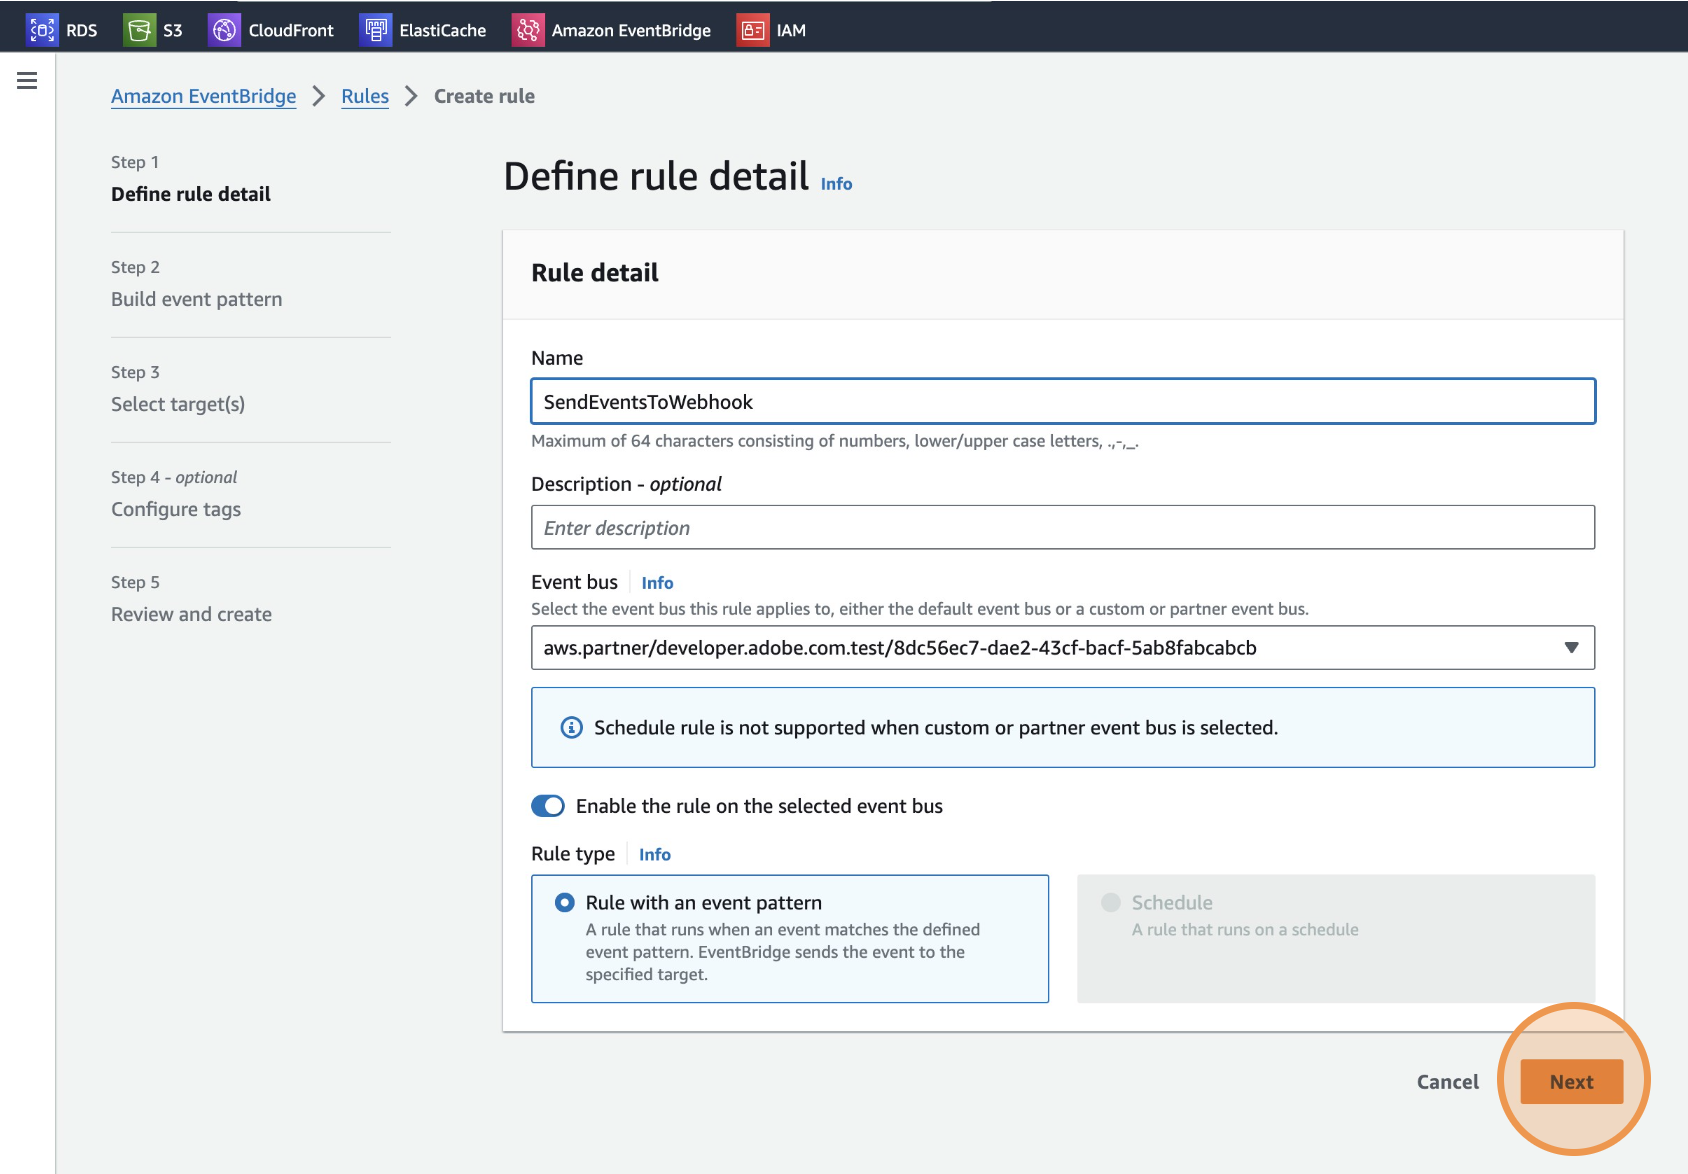 RDS S3 CloudFront ElastiCache Amazon EventBridge IAM
Amazon EventBridge Rules Create rule
Step 1
Define rule detail
Step 2
Build event pattern
Step 3
Select target(s)
Step 4 - optional
Configure tags
Step 5
Review and create
Define rule detail Info
Rule detail
Name
SendEventsToWebhook
Maximum of 64 characters consisting of numbers, lower/upper case letters, .,-,_.
Description - optional
Enter description
Event bus Info
Select the event bus this rule applies to, either the default event bus or a custom or partner event bus.
aws.partner/developer.adobe.com.test/8dc56ec7-dae2-43cf-bacf-5ab8fabcabcb
Schedule rule is not supported when custom or partner event bus is selected.
Enable the rule on the selected event bus
Rule type Info
Rule with an event pattern
A rule that runs when an event matches the defined
event pattern. EventBridge sends the event to the
specified target.
Schedule
A rule that runs on a schedule
Cancel Next